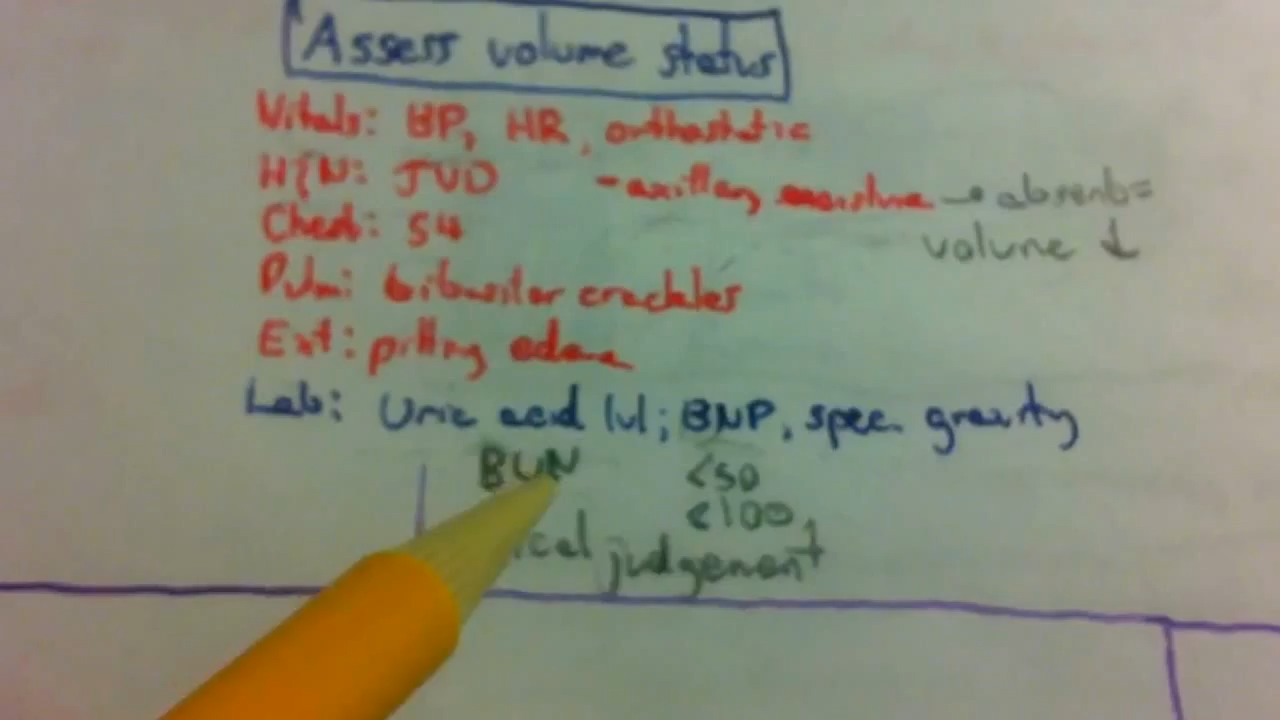 Assess volume status
Vitals: BP, HR, orthostatic
H&N: JVD - axillary moisture → absent =
volume ↓
Chest: S4
Pulm: bibasilar crackles
Ext: pitting edema
Lab: Uric acid lvl; BNP, spec. gravity
BUN <50
<100
judgement